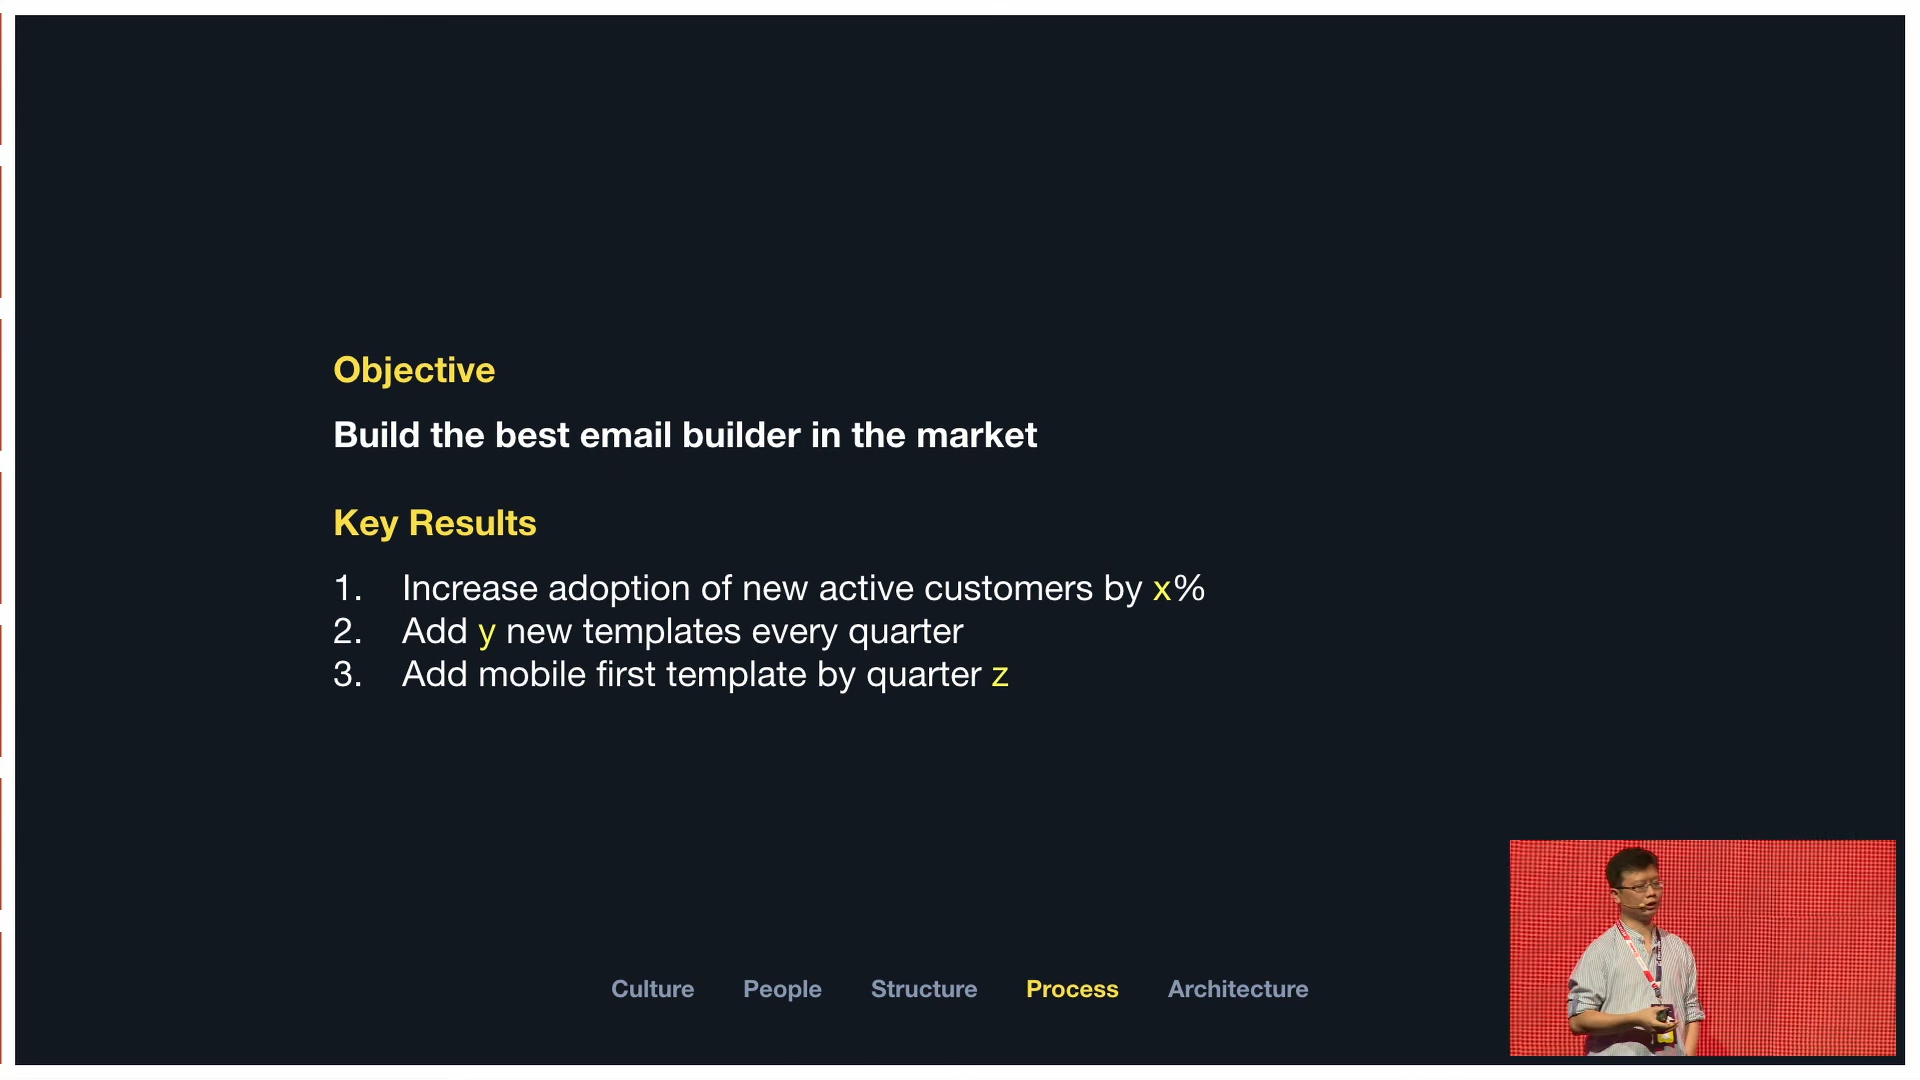 Objective
Build the best email builder in the market
Key Results
1. Increase adoption of new active customers by x%
2. Add y new templates every quarter
3. Add mobile first template by quarter z
Culture People Structure Process Architecture